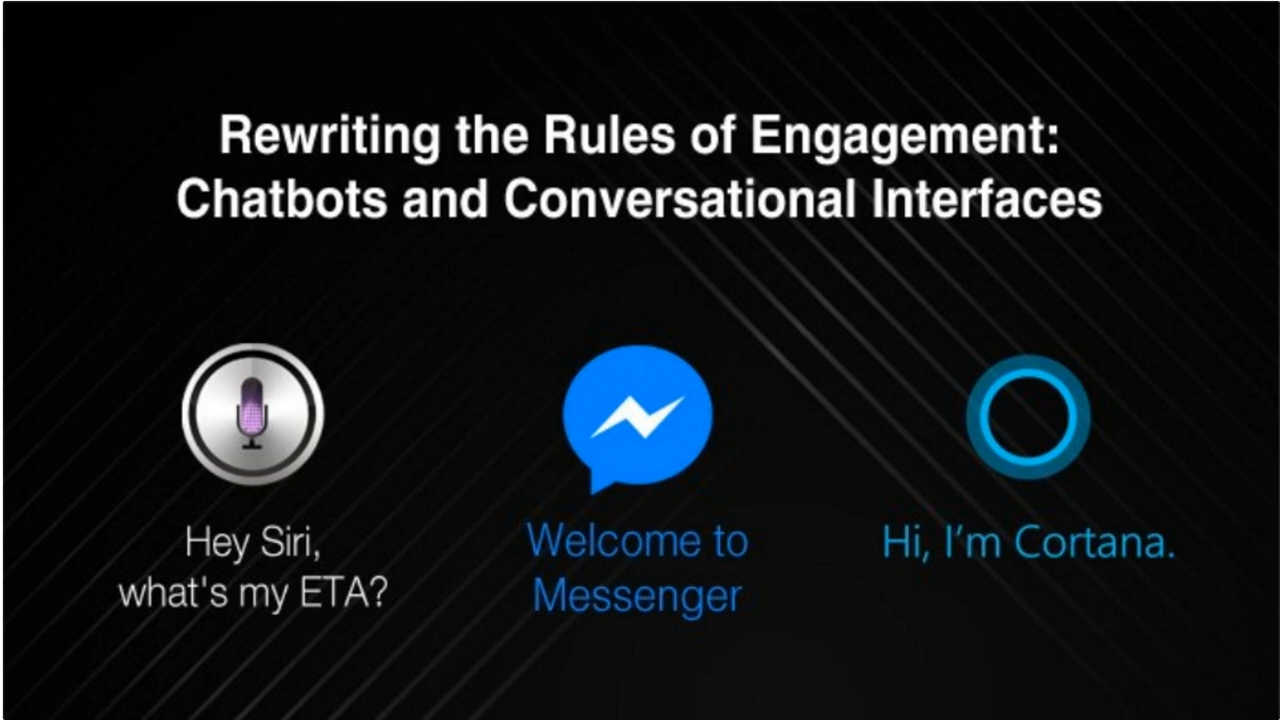 Rewriting the Rules of Engagement:
Chatbots and Conversational Interfaces
Hey Siri,
what's my ETA?
Welcome to
Messenger
Hi, I’m Cortana.